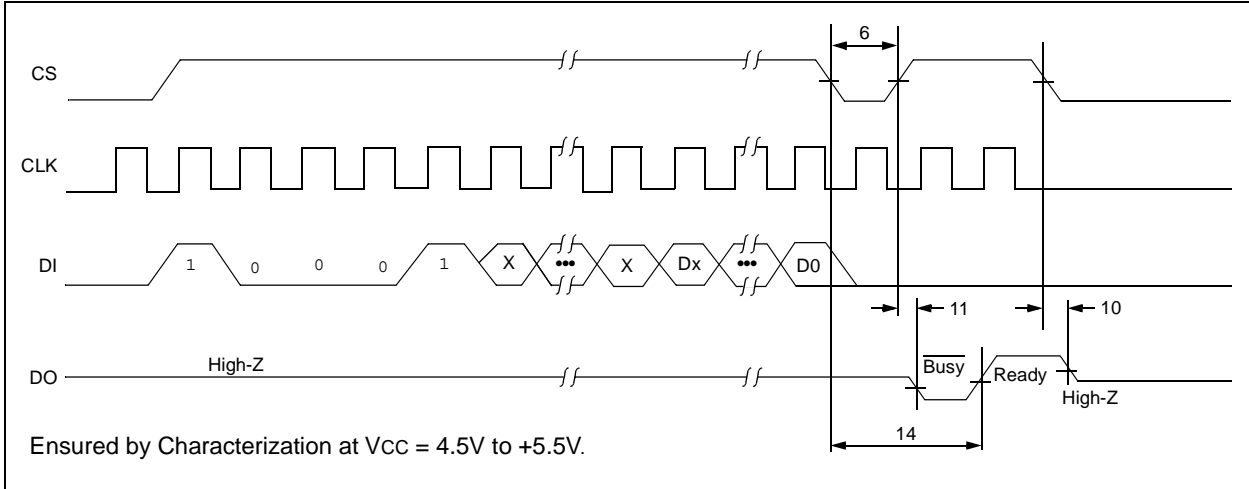 6
CS
CLK
DI 1 0 0 0 1 X ••• X Dx ••• D0
11 10
DO High-Z Busy Ready High-Z
14
Ensured by Characterization at VCC = 4.5V to +5.5V.